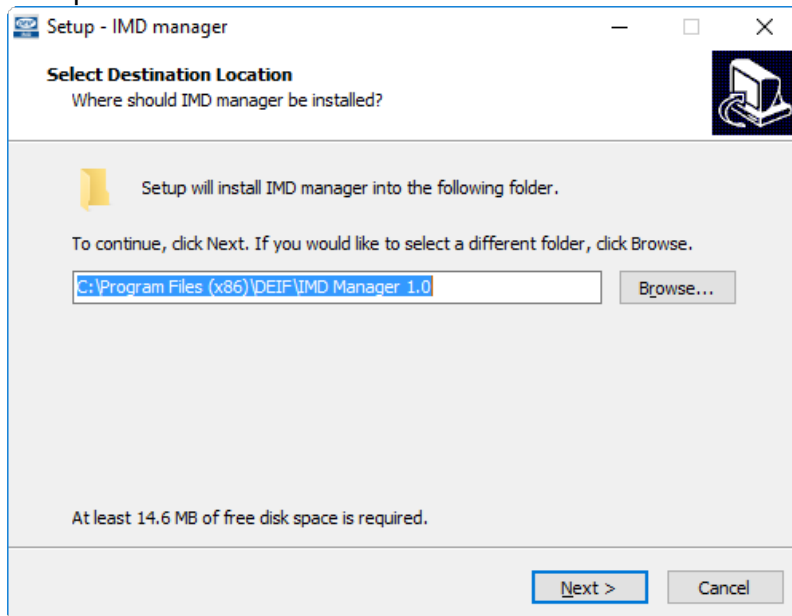 Setup - IMD manager
Select Destination Location
Where should IMD manager be installed?
Setup will install IMD manager into the following folder.
To continue, click Next. If you would like to select a different folder, click Browse.
C:\Program Files (x86)\DEIF\IMD Manager 1.0
Browse...
At least 14.6 MB of free disk space is required.
Next >
Cancel